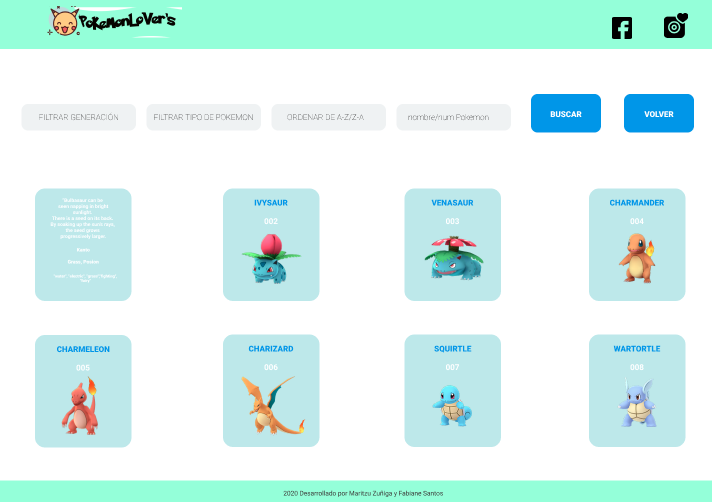 PoKeMonLoVer's
FILTRAR GENERACIÓN
FILTRAR TIPO DE POKEMON
ORDENAR DE A-Z/Z-A
nombre/num Pokemon
BUSCAR
VOLVER
"Bulbasaur can be
seen napping in bright
sunlight.
There is a seed on its back.
By soaking up the sun's rays,
the seed grows
progressively larger.
Grass, Poison
IVYSAUR
002
VENASAUR
003
CHARMANDER
004
CHARMELEON
005
CHARIZARD
006
SQUIRTLE
007
WARTORTLE
008
2020 Desarrollado por Maritzu Zuñiga y Fabiane Santos